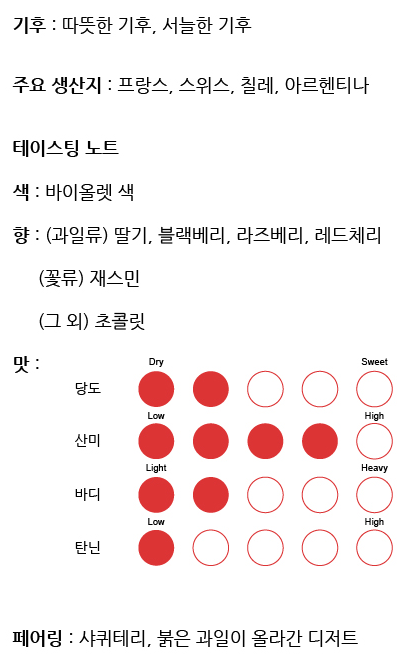 기후 : 따뜻한 기후, 서늘한 기후
주요 생산지 : 프랑스, 스위스, 칠레, 아르헨티나
테이스팅 노트
색 : 바이올렛 색
향 : (과일류) 딸기, 블랙베리, 라즈베리, 레드체리
(꽃류) 재스민
(그 외) 초콜릿
맛 :
Dry Sweet
당도
Low High
산미
Light Heavy
바디
Low High
탄닌
페어링 : 샤퀴테리, 붉은 과일이 올라간 디저트